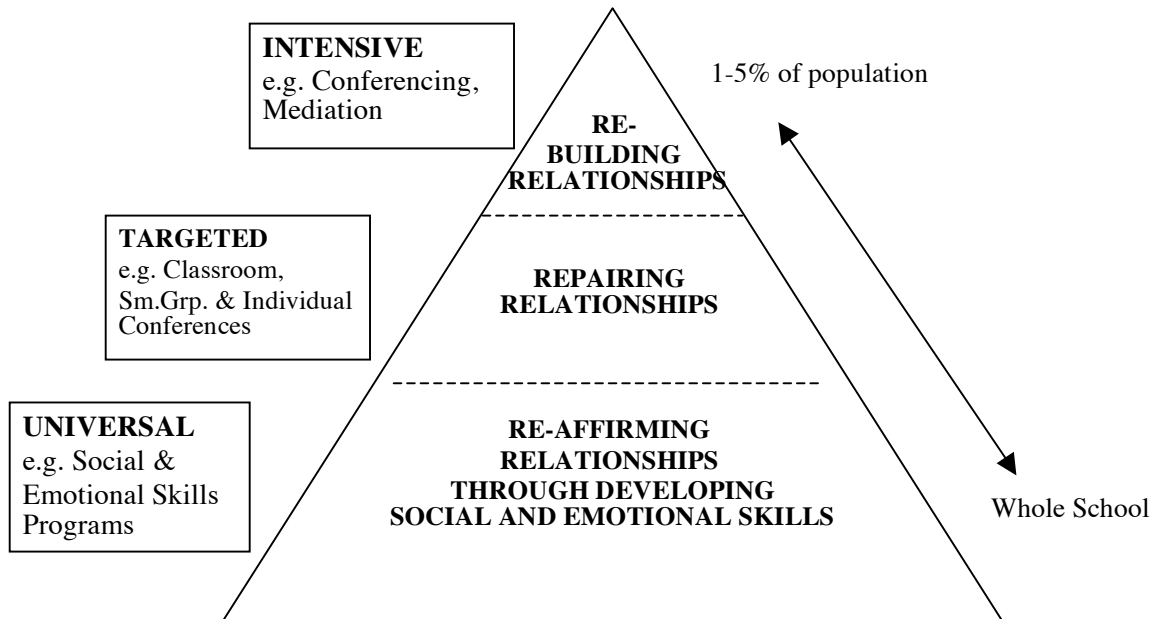 INTENSIVE
e.g. Conferencing,
Mediation
1-5% of population
RE-
BUILDING
RELATIONSHIPS
TARGETED
e.g. Classroom,
Sm.Grp. & Individual
Conferences
REPAIRING
RELATIONSHIPS
UNIVERSAL
e.g. Social &
Emotional Skills
Programs
RE-AFFIRMING
RELATIONSHIPS
THROUGH DEVELOPING
SOCIAL AND EMOTIONAL SKILLS
Whole School